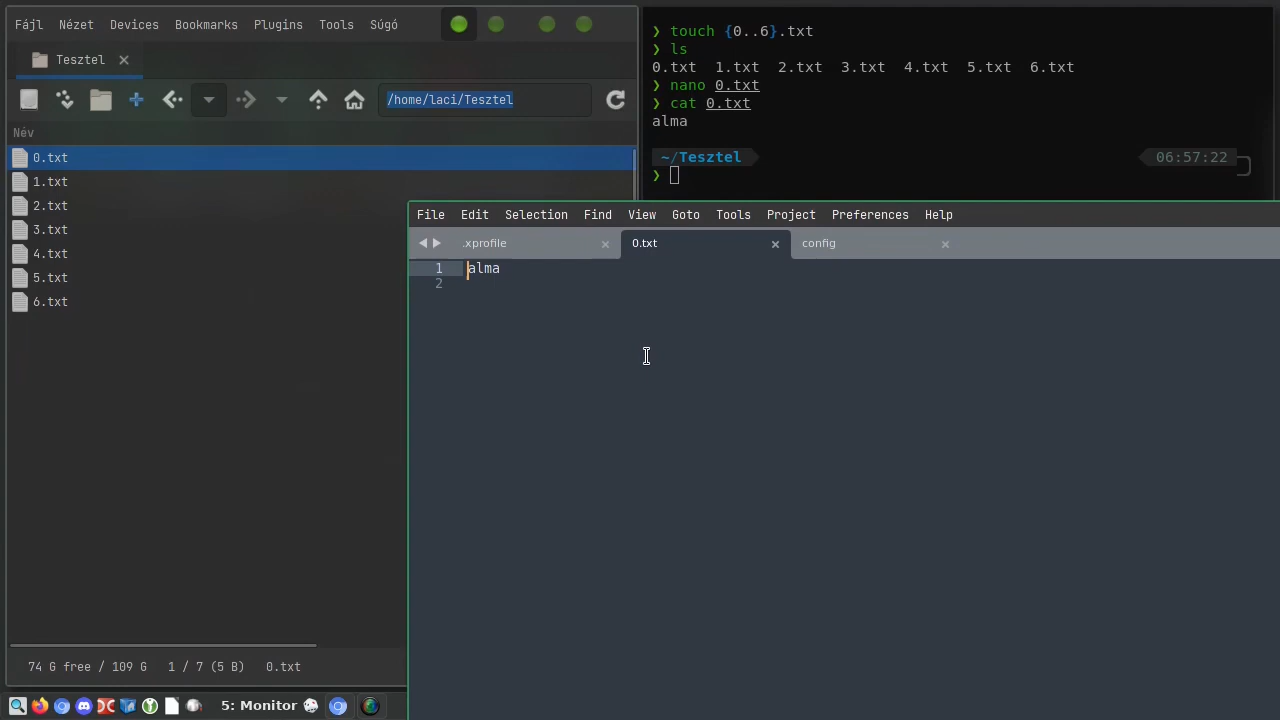 Fájl Nézet Devices Bookmarks Plugins Tools Súgó
Tesztel
/home/laci/Tesztel
Név
0.txt
1.txt
2.txt
3.txt
4.txt
5.txt
6.txt
74 G free / 109 G 1 / 7 (5 B) 0.txt
5: Monitor
❯ touch {0..6}.txt
❯ ls
0.txt 1.txt 2.txt 3.txt 4.txt 5.txt 6.txt
❯ nano 0.txt
❯ cat 0.txt
alma
~/Tesztel 06:57:22
❯
File Edit Selection Find View Goto Tools Project Preferences Help
.xprofile 0.txt config
1 alma
2